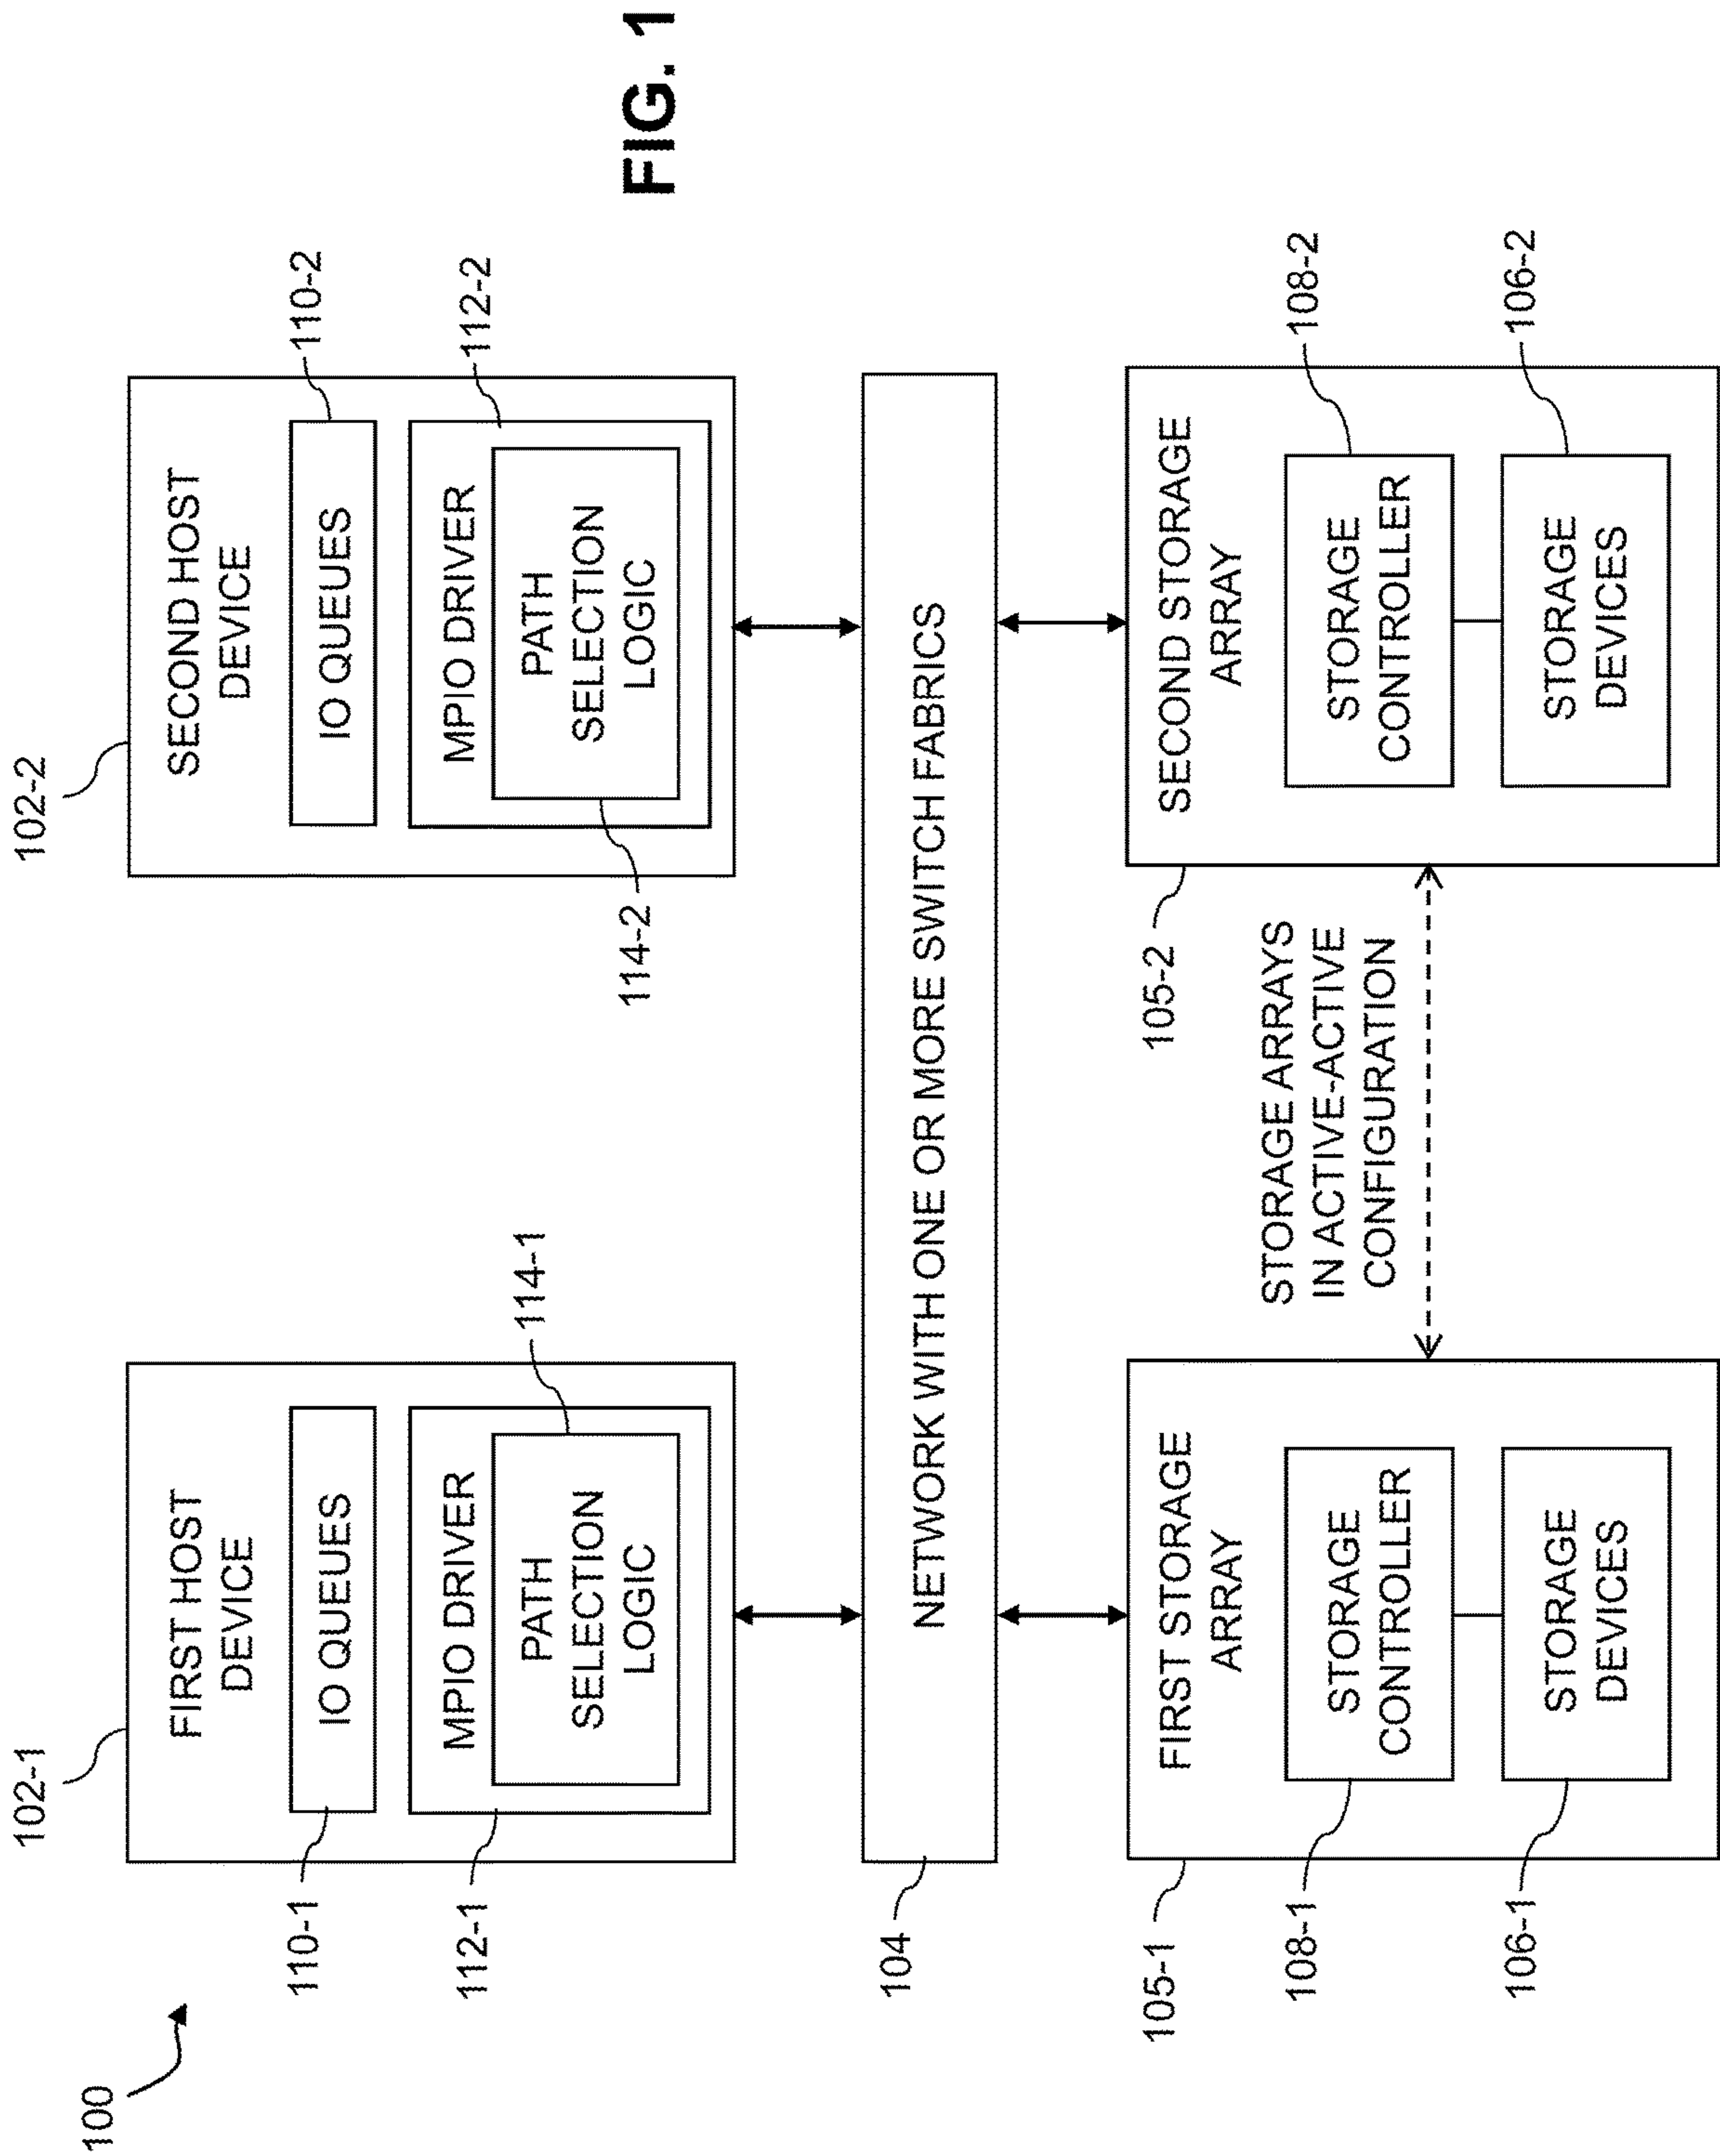 100
102-1
FIRST HOST
DEVICE
110-1
IO QUEUES
112-1
MPIO DRIVER
PATH
SELECTION
LOGIC
114-1
102-2
SECOND HOST
DEVICE
IO QUEUES
110-2
MPIO DRIVER
112-2
PATH
SELECTION
LOGIC
114-2
104
NETWORK WITH ONE OR MORE SWITCH FABRICS
105-1
FIRST STORAGE
ARRAY
108-1
STORAGE
CONTROLLER
106-1
STORAGE
DEVICES
STORAGE ARRAYS
IN ACTIVE-ACTIVE
CONFIGURATION
105-2
SECOND STORAGE
ARRAY
STORAGE
CONTROLLER
108-2
STORAGE
DEVICES
106-2
FIG. 1